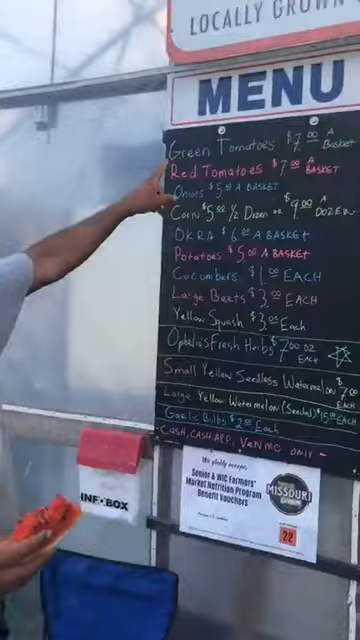 LOCALLY GROWN
MENU
Green Tomatoes $7.00 A Basket
Red Tomatoes $7.00 A BASKET
Onions $5.00 A BASKET
Corn $5.00 1/2 Dozen or $9.00 A DOZEN
OKRA $6.00 A BASKET
Potatoes $5.00 A BASKET
Cucumbers $1.00 EACH
Large Beets $3.00 EACH
Yellow Squash $3.00 Each
Fresh Herbs $7.00 OZ EACH
Small Yellow Seedless Watermelon $7.00 EACH
Large Yellow Watermelon (Seeded) $15.00 EACH
Garlic Bulbs $2.00 Each
CASH, CASH APP, VENMO ONLY -
INFOBOX
We gladly accept
Senior & WIC Farmers'
Market Nutrition Program
Benefit Vouchers
MISSOURI
Grown
22